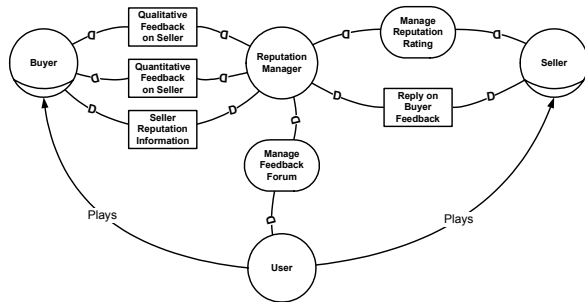 Qualitative
Feedback
on Seller
Manage
Reputation
Rating
Buyer
Quantitative
Feedback
on Seller
Reputation
Manager
Seller
Seller
Reputation
Information
Reply on
Buyer
Feedback
Manage
Feedback
Forum
Plays
Plays
User
D
D
D
D
D
D
D
D
D
D
D
D